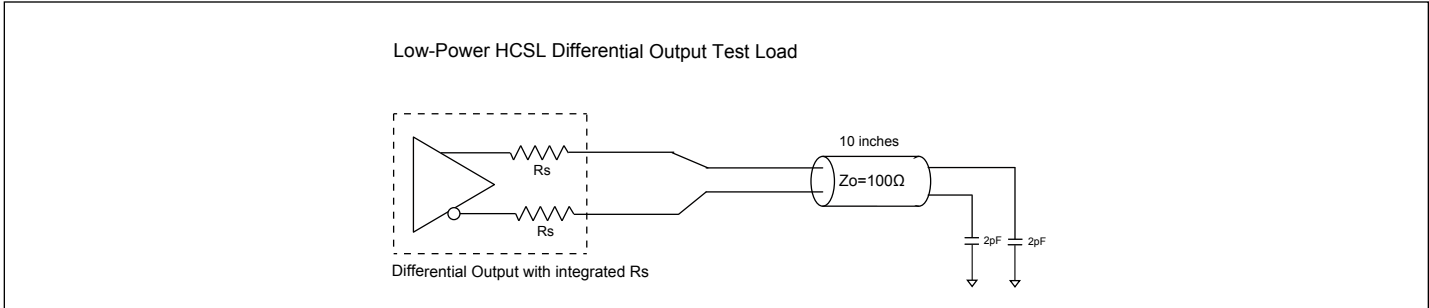 Low-Power HCSL Differential Output Test Load
10 inches
Rs
Zo=100Ω
Rs
2pF
2pF
Differential Output with integrated Rs